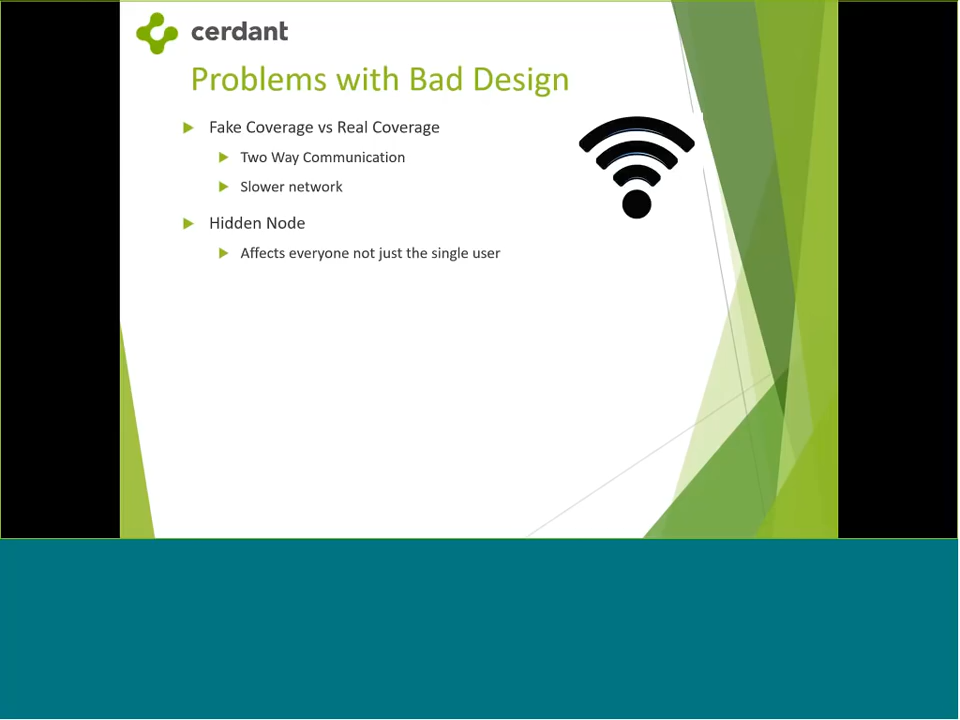 cerdant
Problems with Bad Design
Fake Coverage vs Real Coverage
Two Way Communication
Slower network
Hidden Node
Affects everyone not just the single user